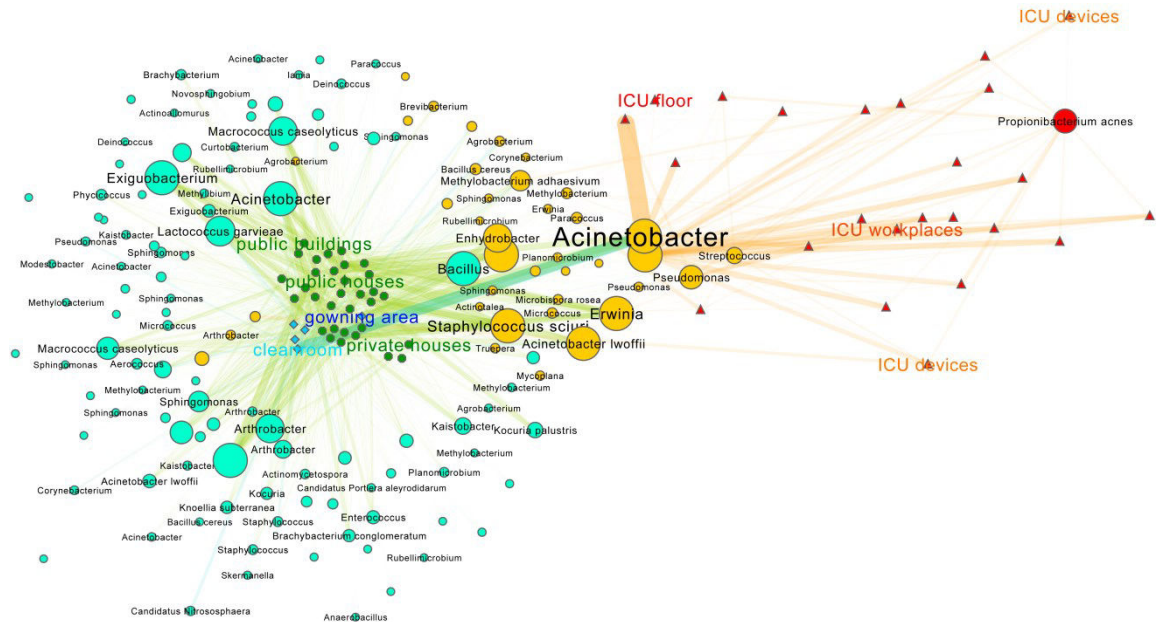 ICU devices
Acinetobacter
Paracoccus
Brachybacterium
Iamia
Deinococcus
Novosphingobium
Brevibacterium
ICU floor
Actinoallomurus
Propionibacterium acnes
Macrococcus caseolyticus
Sphingomonas
Deinococcus
Curtobacterium
Agrobacterium
Agrobacterium
Corynebacterium
Rubellimicrobium
Bacillus cereus
Exiguobacterium
Methylobacterium adhaesivum
Phycicoccus
Methylibium
Acinetobacter
Sphingomonas
Methylobacterium
Exiguobacterium
Erwinia
Rubellimicrobium
Paracoccus
Lactococcus garvieae
Kaistobacter
Pseudomonas
public buildings
Enhydrobacter
Acinetobacter
ICU workplaces
Sphingomonas
Streptococcus
Modestobacter
Acinetobacter
Planomicrobium
Bacillus
public houses
Pseudomonas
Pseudomonas
Sphingomonas
Methylobacterium
Sphingomonas
Microbispora rosea
Actinotalea
Micrococcus
Erwinia
gowning area
Micrococcus
Staphylococcus sciuri
Arthrobacter
Acinetobacter lwoffii
cleanroom
private houses
Macrococcus caseolyticus
Truepera
Sphingomonas
Aerococcus
ICU devices
Mycoplana
Methylobacterium
Methylobacterium
Sphingomonas
Sphingomonas
Arthrobacter
Agrobacterium
Arthrobacter
Kaistobacter
Kocuria palustris
Arthrobacter
Methylobacterium
Kaistobacter
Actinomycetospora
Planomicrobium
Acinetobacter lwoffii
Candidatus Portiera aleyrodidarum
Corynebacterium
Kocuria
Knoellia subterranea
Enterococcus
Bacillus cereus
Staphylococcus
Acinetobacter
Brachybacterium conglomeratum
Staphylococcus
Rubellimicrobium
Skermanella
Candidatus Nitrososphaera
Anaerobacillus